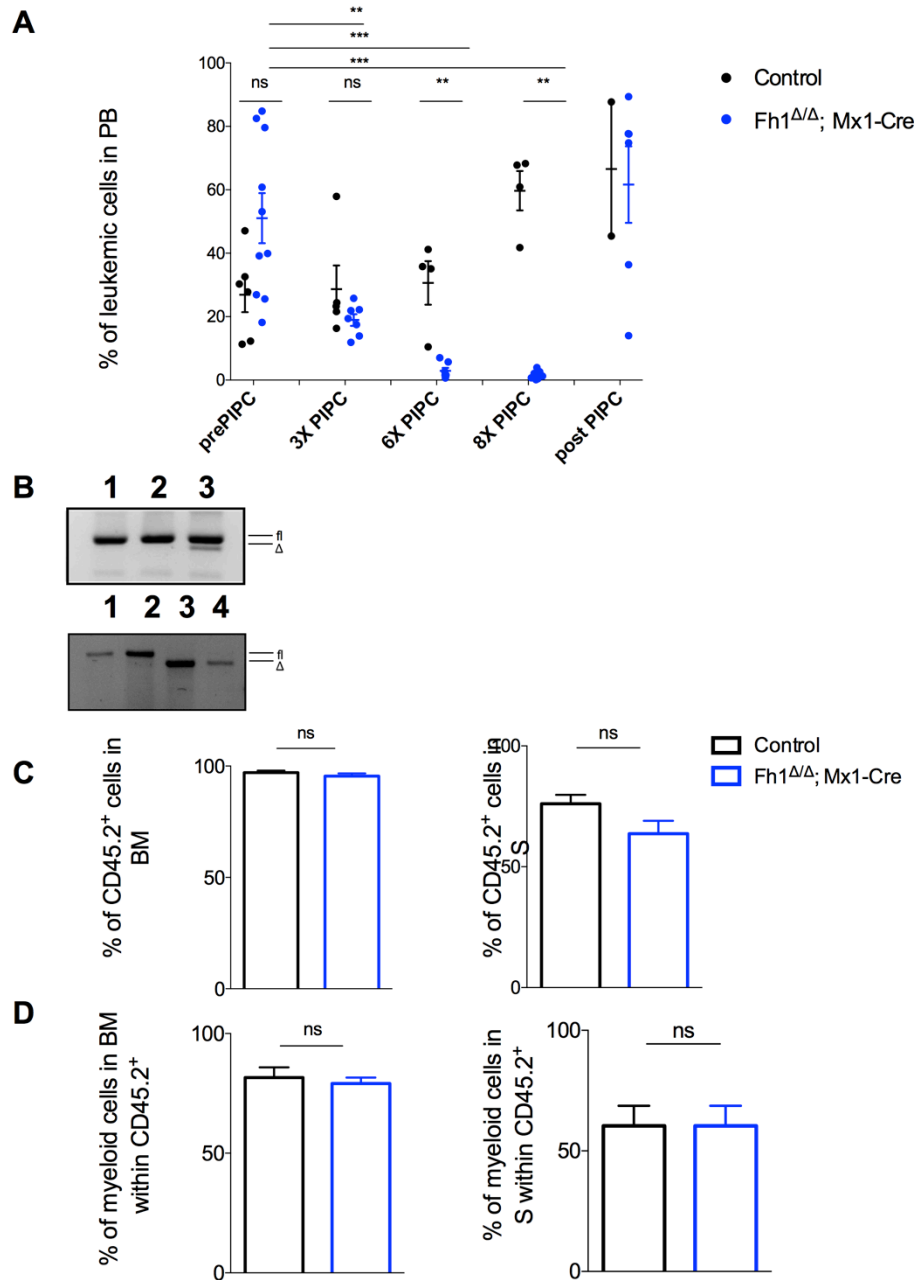 A
**
***
***
ns
ns
**
**
% of leukemic cells in PB
100
80
60
40
20
0
prePIPC
3X PIPC
6X PIPC
8X PIPC
post PIPC
Control
Fh1Δ/Δ; Mx1-Cre
B
1 2 3
fl
Δ
1 2 3 4
fl
Δ
C
% of CD45.2+ cells in
BM
100
50
0
ns
% of CD45.2+ cells in
S
100
50
0
ns
Control
Fh1Δ/Δ; Mx1-Cre
D
% of myeloid cells in BM
within CD45.2+
100
50
0
ns
% of myeloid cells in
S within CD45.2+
100
50
0
ns